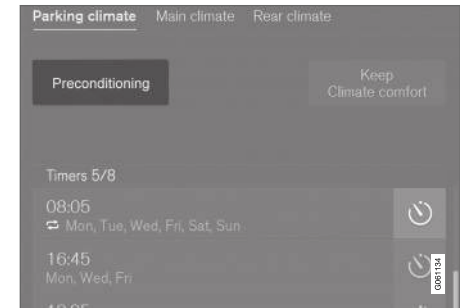 Parking climate Main climate Rear climate
Preconditioning
Keep
Climate comfort
Timers 5/8
08:05
Mon, Tue, Wed, Fri, Sat, Sun
16:45
Mon, Wed, Fri
G061134